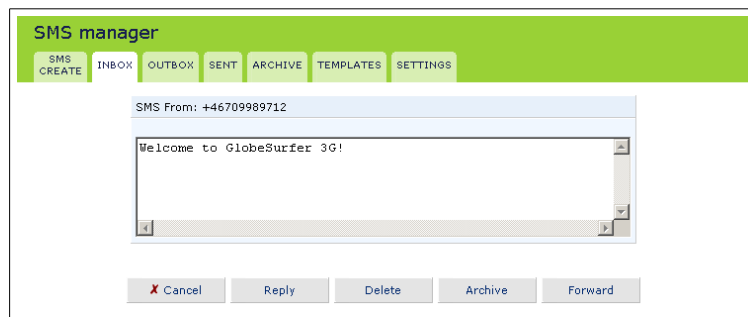 SMS manager
SMS CREATE INBOX OUTBOX SENT ARCHIVE TEMPLATES SETTINGS
SMS From: +46709989712
Welcome to GlobeSurfer 3G!
✗ Cancel Reply Delete Archive Forward